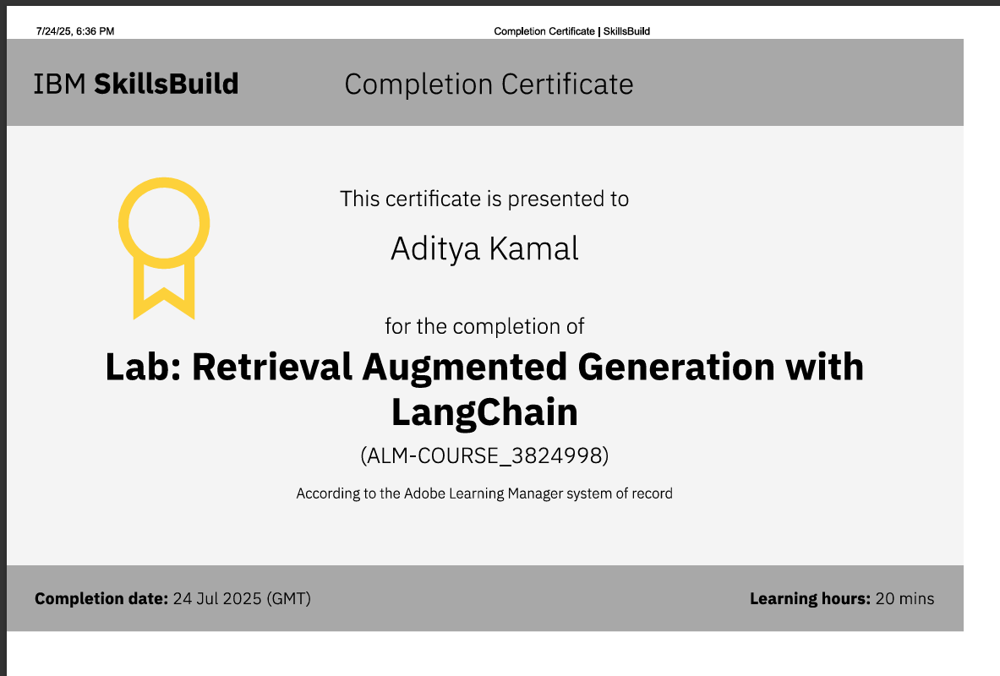 7/24/25, 6:36 PM
Completion Certificate | SkillsBuild
IBM SkillsBuild
Completion Certificate
This certificate is presented to
Aditya Kamal
for the completion of
Lab: Retrieval Augmented Generation with
LangChain
(ALM-COURSE_3824998)
According to the Adobe Learning Manager system of record
Completion date: 24 Jul 2025 (GMT)
Learning hours: 20 mins